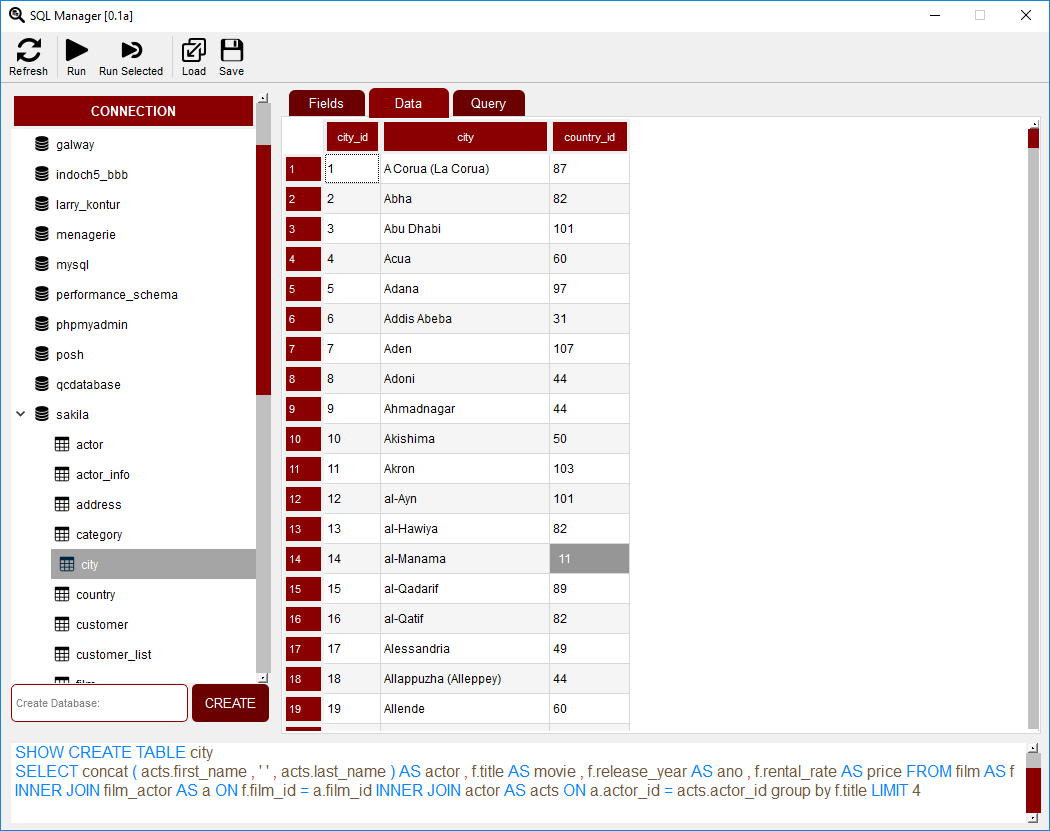 SQL Manager [0.1a]
Refresh Run Run Selected Load Save
CONNECTION
galway
indoch5_bbb
larry_kontur
menagerie
mysql
performance_schema
phpmyadmin
posh
qcdatabase
sakila
actor
actor_info
address
category
city
country
customer
customer_list
film
Create Database: CREATE
Fields Data Query
city_id city country_id
1 1 A Corua (La Corua) 87
2 2 Abha 82
3 3 Abu Dhabi 101
4 4 Acua 60
5 5 Adana 97
6 6 Addis Abeba 31
7 7 Aden 107
8 8 Adoni 44
9 9 Ahmadnagar 44
10 10 Akishima 50
11 11 Akron 103
12 12 al-Ayn 101
13 13 al-Hawiya 82
14 14 al-Manama 11
15 15 al-Qadarif 89
16 16 al-Qatif 82
17 17 Alessandria 49
18 18 Allappuzha (Alleppey) 44
19 19 Allende 60
SHOW CREATE TABLE city
SELECT concat ( acts.first_name , ' ' , acts.last_name ) AS actor , f.title AS movie , f.release_year AS ano , f.rental_rate AS price FROM film AS f
INNER JOIN film_actor AS a ON f.film_id = a.film_id INNER JOIN actor AS acts ON a.actor_id = acts.actor_id group by f.title LIMIT 4